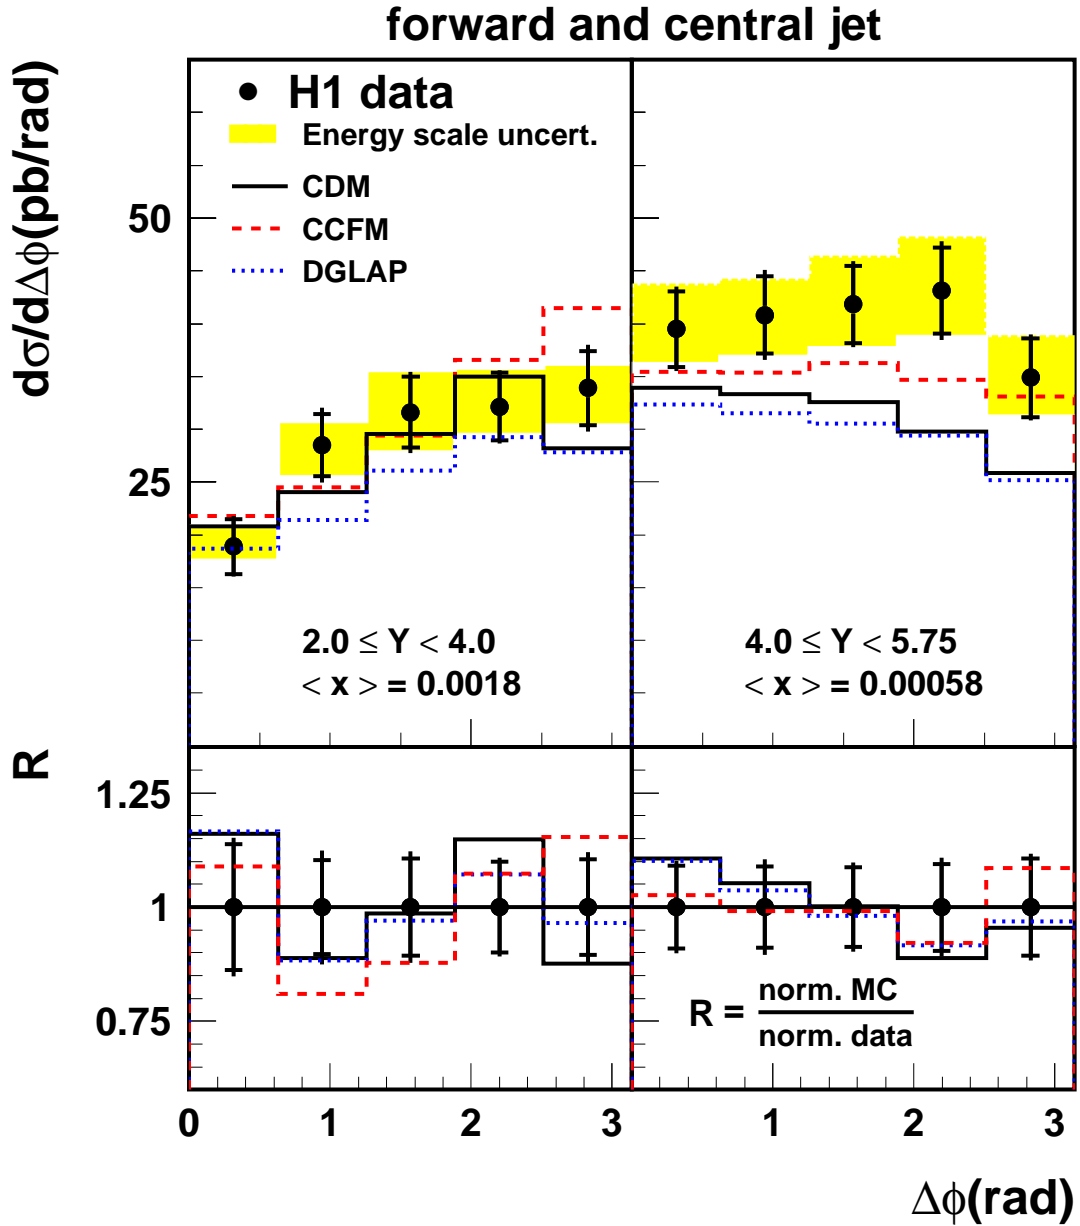 forward and central jet
dσ/dΔϕ(pb/rad)
H1 data
Energy scale uncert.
CDM
CCFM
DGLAP
50
25
2.0 ≤ Y < 4.0
< x > = 0.0018
4.0 ≤ Y < 5.75
< x > = 0.00058
R
1.25
1
0.75
R = norm. MC
norm. data
0 1 2 3 1 2 3
Δϕ(rad)